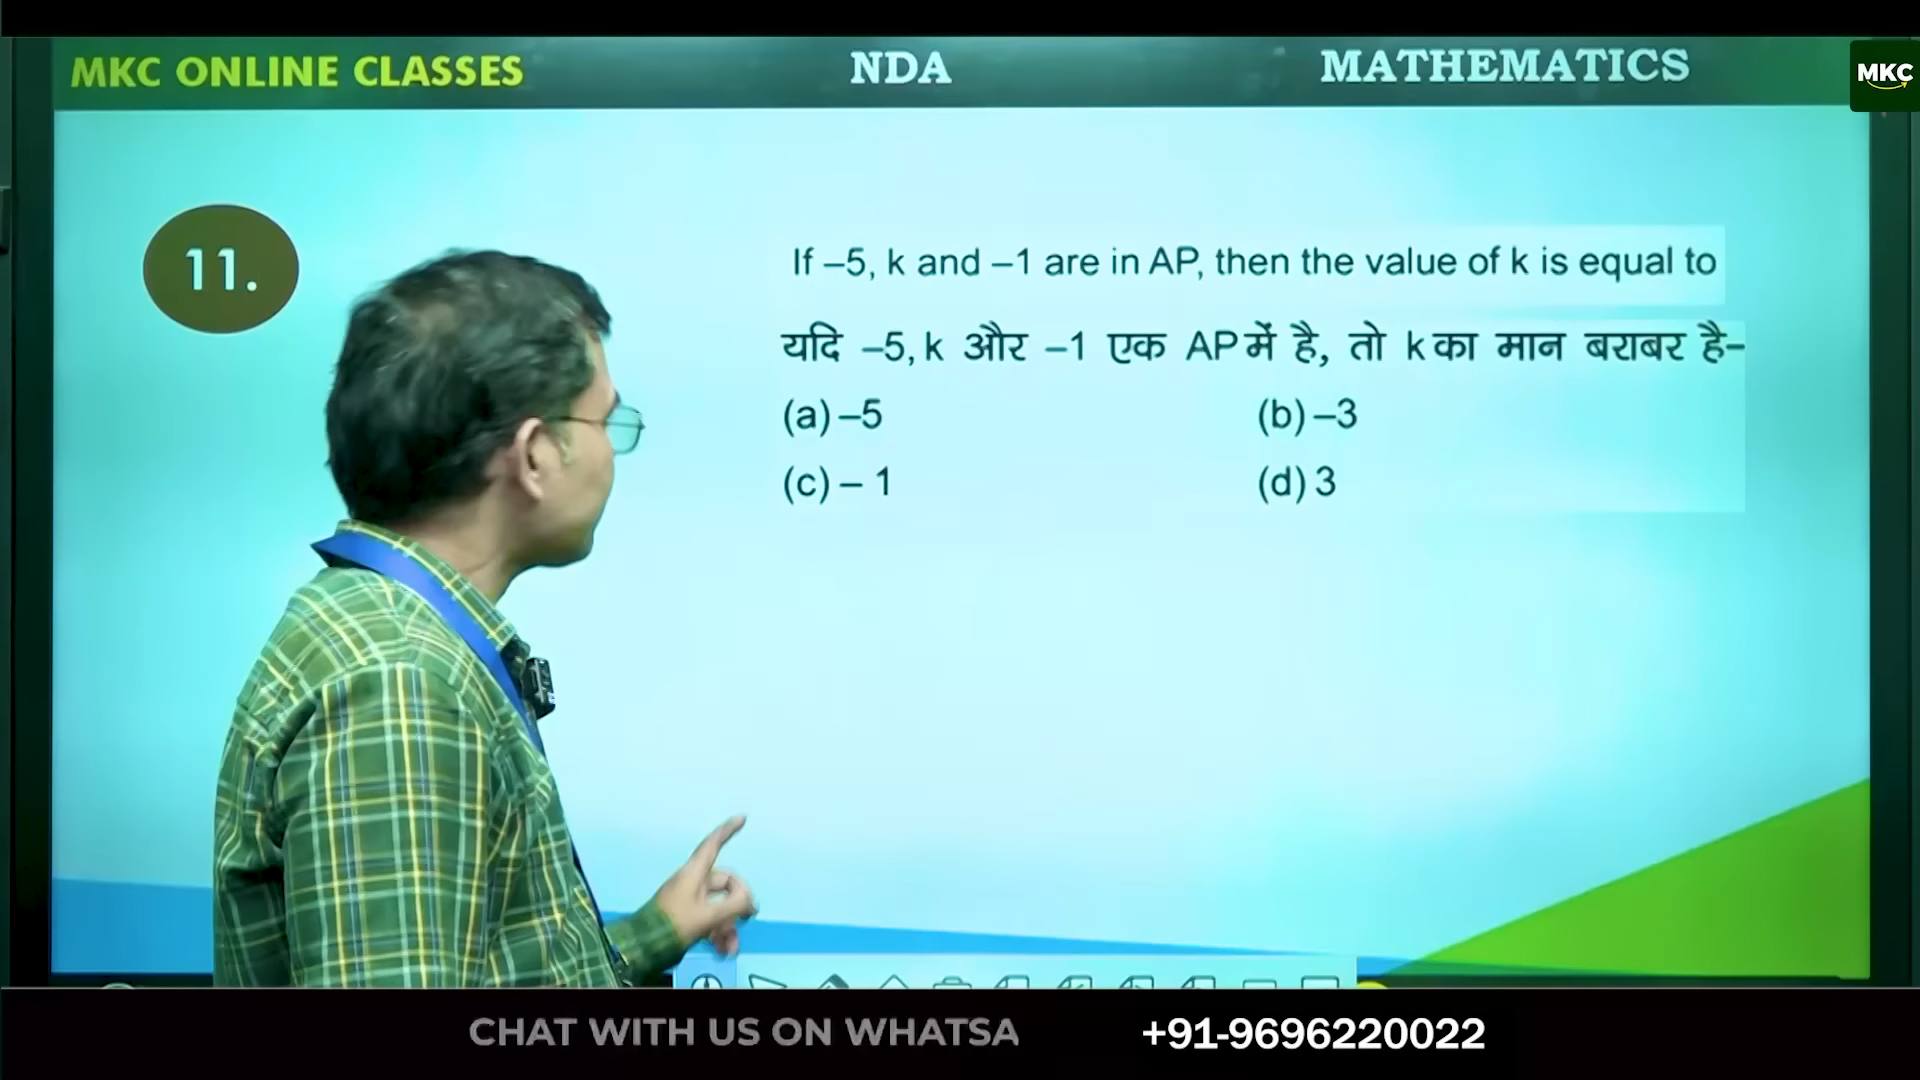 MKC ONLINE CLASSES NDA MATHEMATICS
MKC
11.
If –5, k and –1 are in AP, then the value of k is equal to
यदि –5, k और –1 एक AP में है, तो k का मान बराबर है–
(a) –5 (b) –3
(c) – 1 (d) 3
CHAT WITH US ON WHATSA +91-9696220022